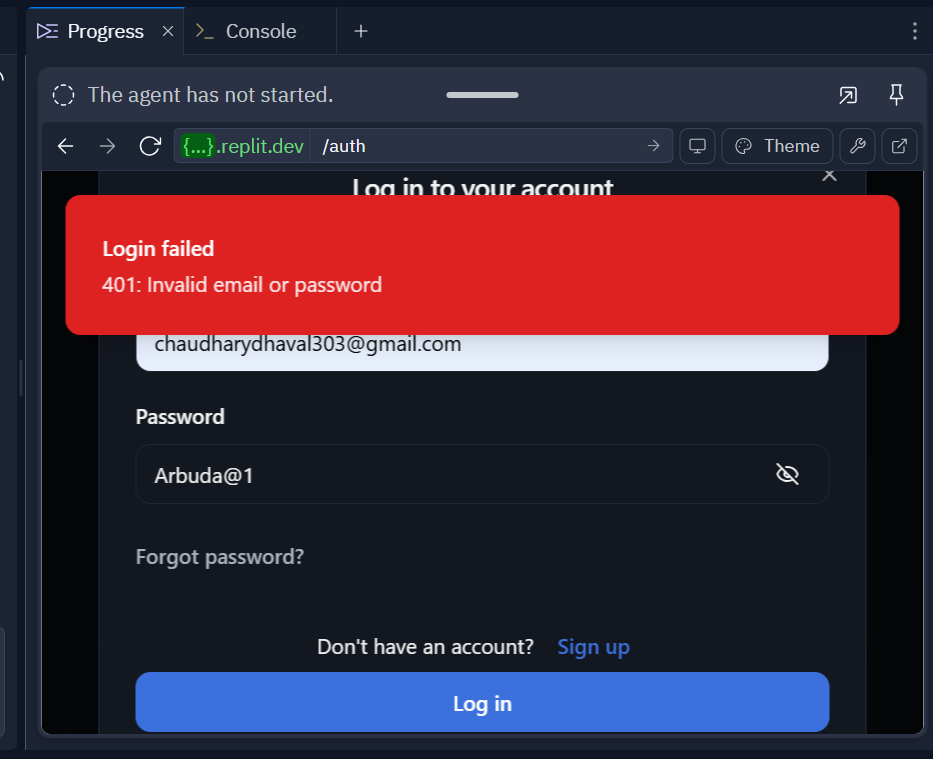 Progress
Console
The agent has not started.
{...}.replit.dev /auth
Theme
Log in to your account
Login failed
401: Invalid email or password
chaudharydhaval303@gmail.com
Password
Arbuda@1
Forgot password?
Don't have an account? Sign up
Log in